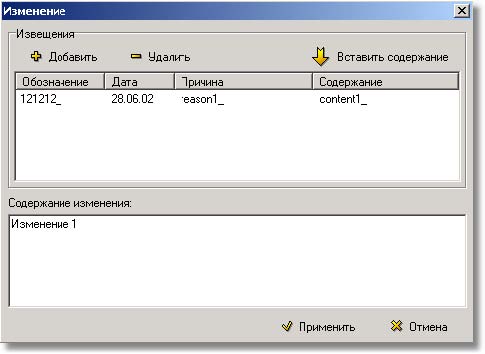 Изменение
Извещения
Добавить Удалить Вставить содержание
Обозначение Дата Причина Содержание
121212_ 28.06.02 reason1_ content1_
Содержание изменения:
Изменение 1
Применить Отмена